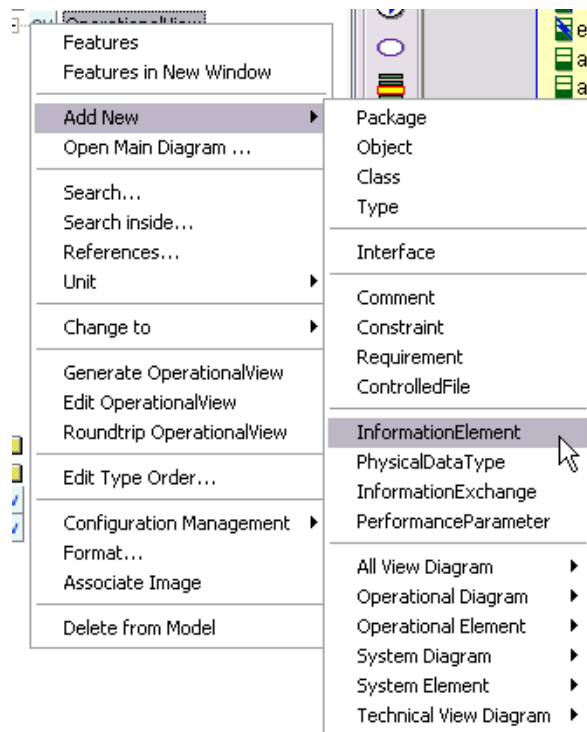 OperationalView
Features
Features in New Window
Add New
Open Main Diagram ...
Search...
Search inside...
References...
Unit
Change to
Generate OperationalView
Edit OperationalView
Roundtrip OperationalView
Edit Type Order...
Configuration Management
Format...
Associate Image
Delete from Model
Package
Object
Class
Type
Interface
Comment
Constraint
Requirement
ControlledFile
InformationElement
PhysicalDataType
InformationExchange
PerformanceParameter
All View Diagram
Operational Diagram
Operational Element
System Diagram
System Element
Technical View Diagram
e
a
a